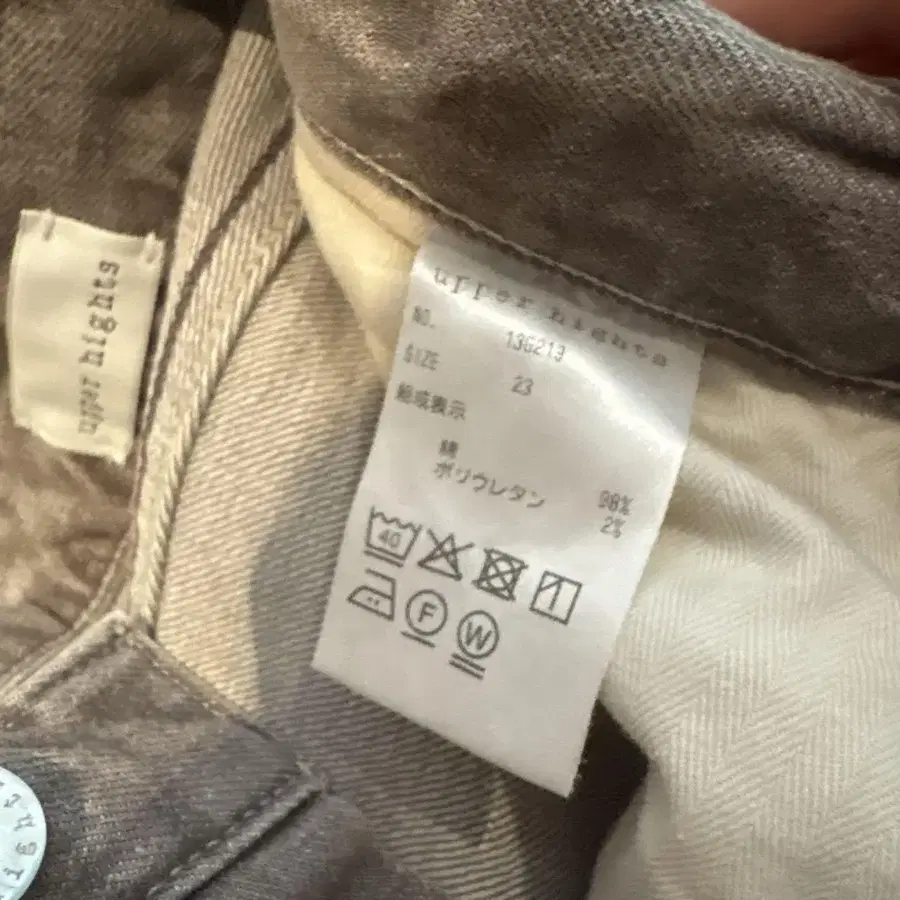 upper hights
upper hights
NO. 136213
SIZE 23
組成表示
綿 98%
ポリウレタン 2%
40
F
W